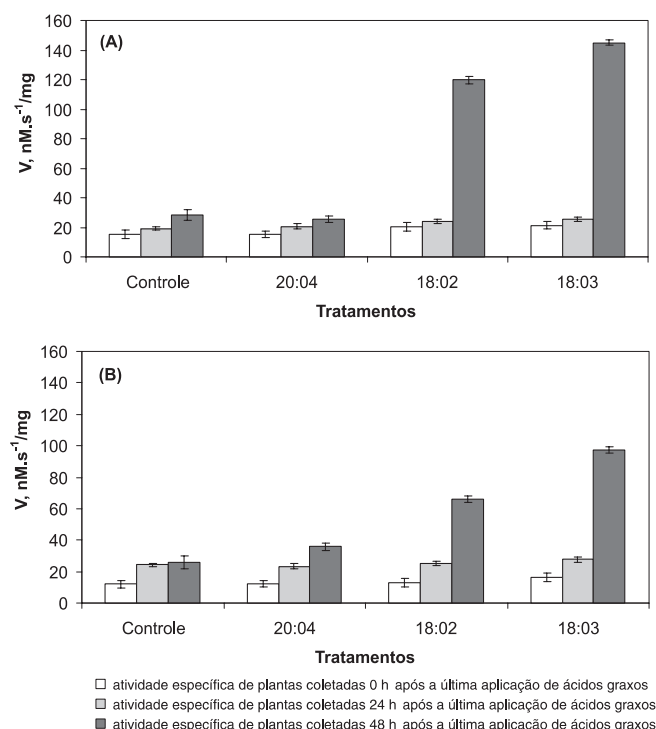 (A)
V, nM.s⁻¹/mg
160
140
120
100
80
60
40
20
0
Controle 20:04 18:02 18:03
Tratamentos
(B)
V, nM.s⁻¹/mg
160
140
120
100
80
60
40
20
0
Controle 20:04 18:02 18:03
Tratamentos
atividade específica de plantas coletadas 0 h após a última aplicação de ácidos graxos
atividade específica de plantas coletadas 24 h após a última aplicação de ácidos graxos
atividade específica de plantas coletadas 48 h após a última aplicação de ácidos graxos